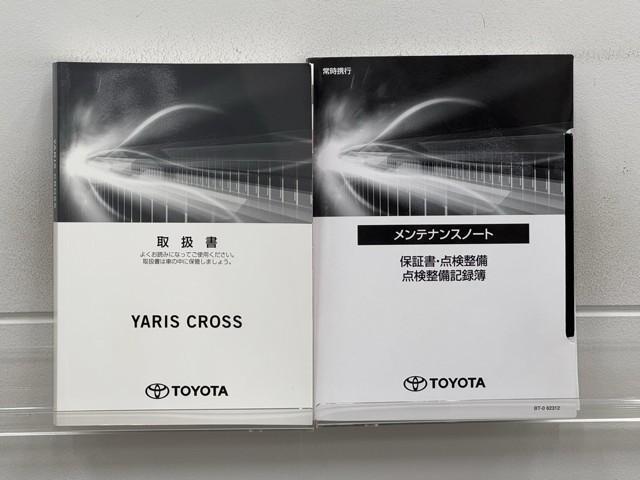 取扱書
よくお読みになってご使用ください。
取扱書は車の中に保管しましょう。
YARIS CROSS
TOYOTA
常時携行
メンテナンスノート
保証書・点検整備
点検整備記録簿
TOYOTA
BT-0 62312